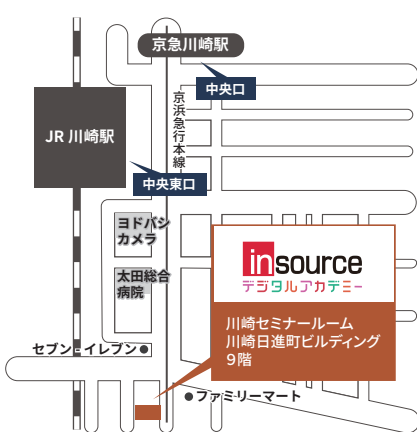 京急川崎駅
中央口
京浜急行本線
JR 川崎駅
中央東口
ヨドバシ
カメラ
太田総合
病院
insource
デジタルアカデミー
川崎セミナールーム
川崎日進町ビルディング
9階
セブン-イレブン
ファミリーマート